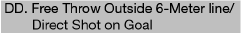 DD. Free Throw Outside 6-Meter line/
Direct Shot on Goal